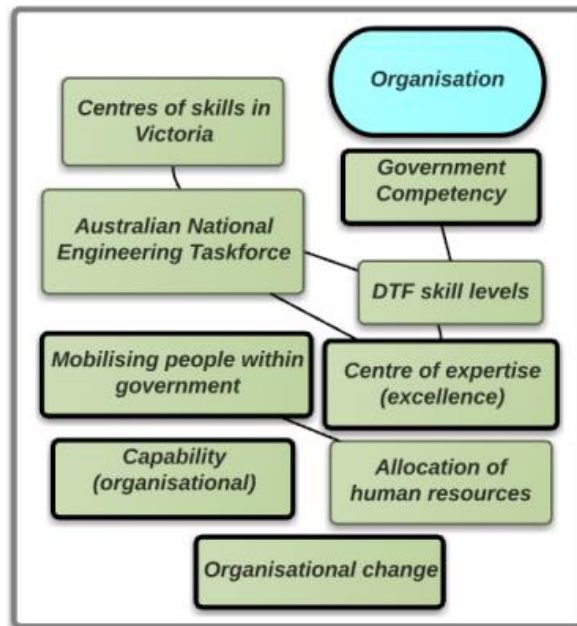 Organisation
Centres of skills in
Victoria
Government
Competency
Australian National
Engineering Taskforce
DTF skill levels
Mobilising people within
government
Centre of expertise
(excellence)
Capability
(organisational)
Allocation of
human resources
Organisational change